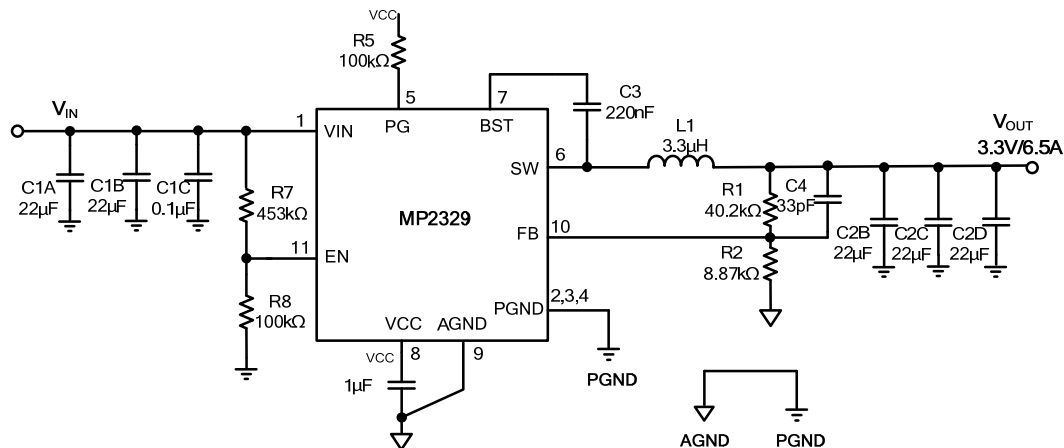 VCC
R5
100kΩ
5
7
C3
220nF
VIN
1
VIN
PG
BST
L1
3.3µH
VOUT
3.3V/6.5A
SW
6
C1A
22µF
C1B
22µF
C1C
0.1µF
R7
453kΩ
MP2329
R1
40.2kΩ
C4
33pF
FB
10
C2B
22µF
C2C
22µF
C2D
22µF
11
EN
R2
8.87kΩ
R8
100kΩ
PGND
2,3,4
VCC
AGND
VCC
8
9
1µF
PGND
AGND
PGND